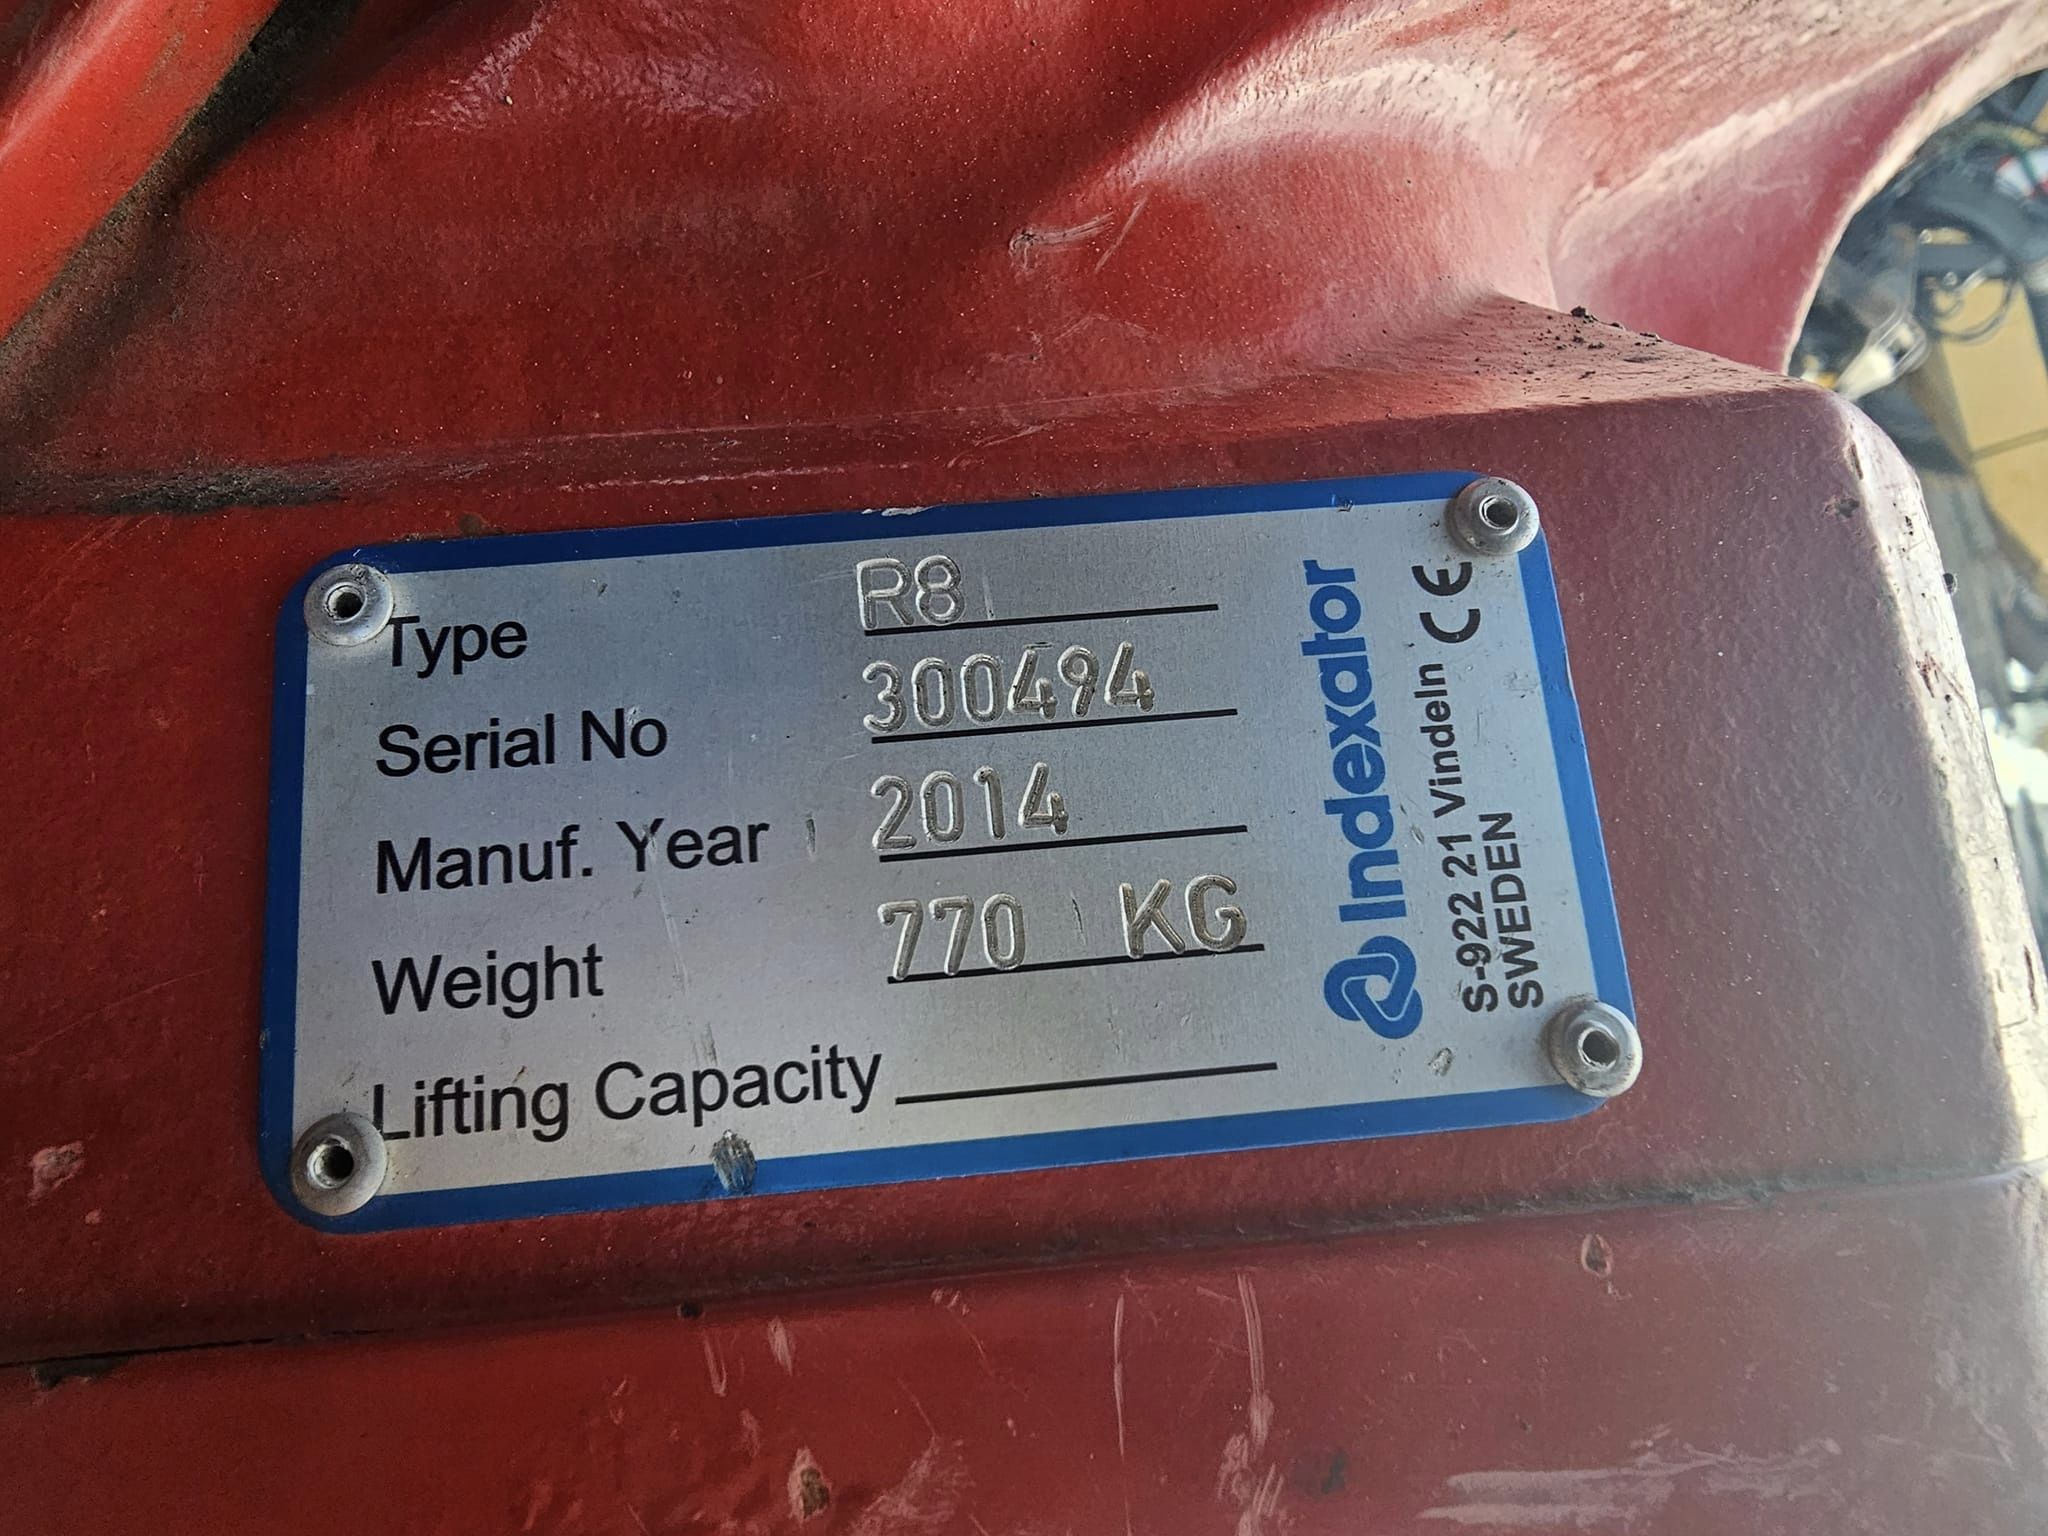 Type R8
Serial No 300494
Manuf. Year 2014
Weight 770 KG
Lifting Capacity
Indexator
S-922 21 Vindeln CE
SWEDEN